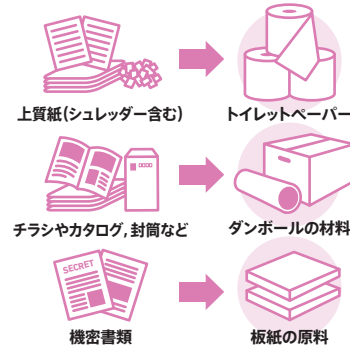 上質紙(シュレッダー含む)
トイレットペーパー
チラシやカタログ,封筒など
ダンボールの材料
SECRET
機密書類
板紙の原料